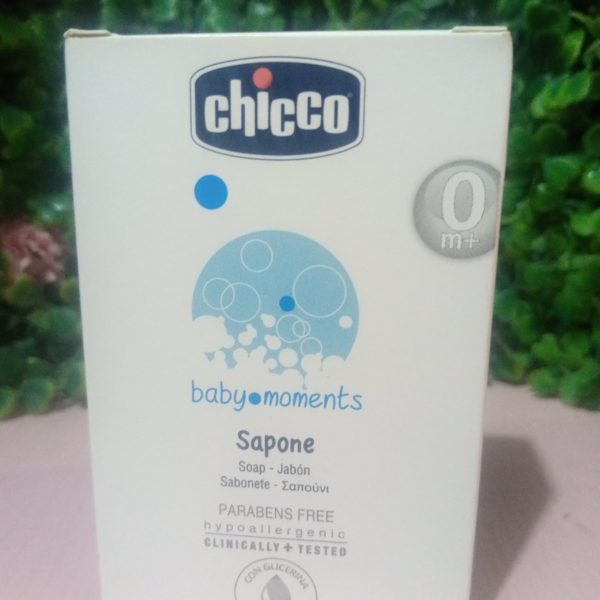 chicco
0
m+
baby moments
Sapone
Soap - Jabón
Sabonete - Σαπούνι
PARABENS FREE
hypoallergenic
CLINICALLY + TESTED
CON GLICERINA